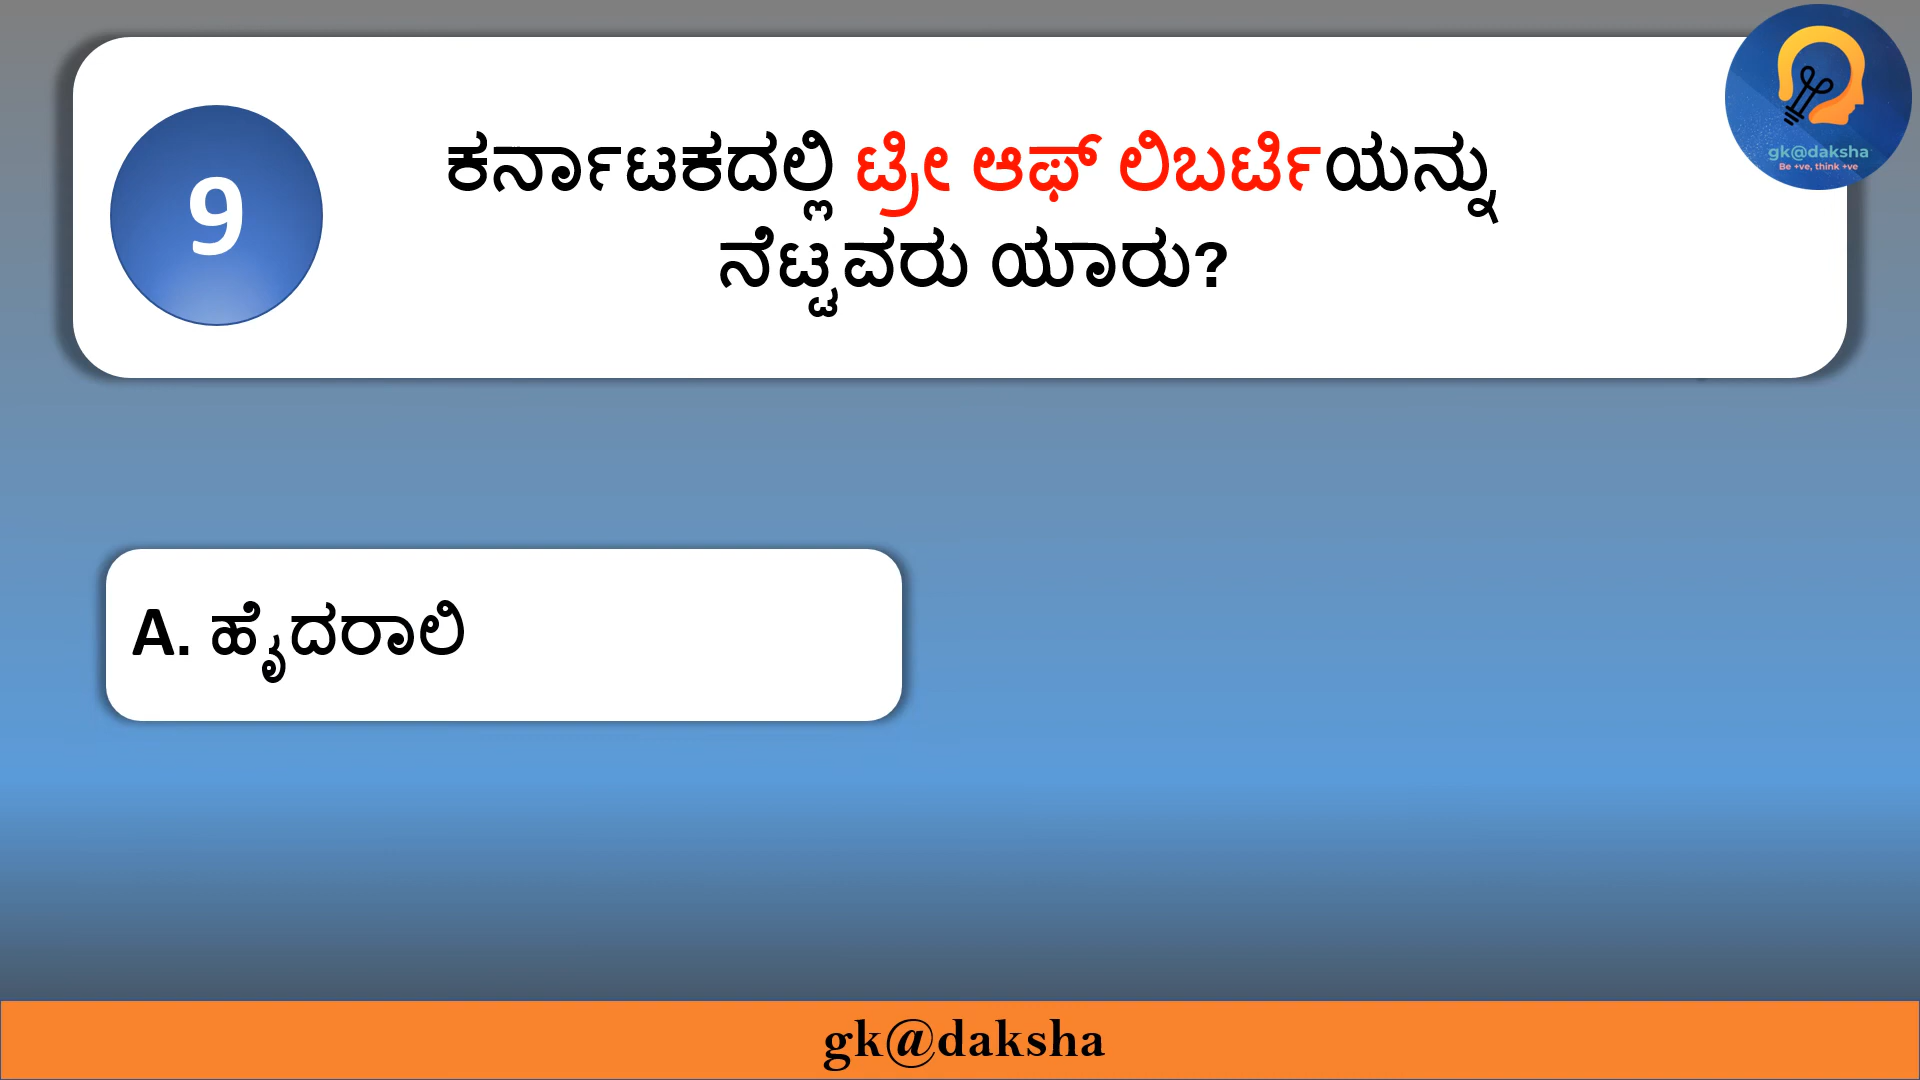 9
ಕರ್ನಾಟಕದಲ್ಲಿ ಟ್ರೀ ಆಫ್ ಲಿಬರ್ಟಿಯನ್ನು
ನೆಟ್ಟವರು ಯಾರು?
gk@daksha
Be +ve, think +ve
A. ಹೈದರಾಲಿ
gk@daksha